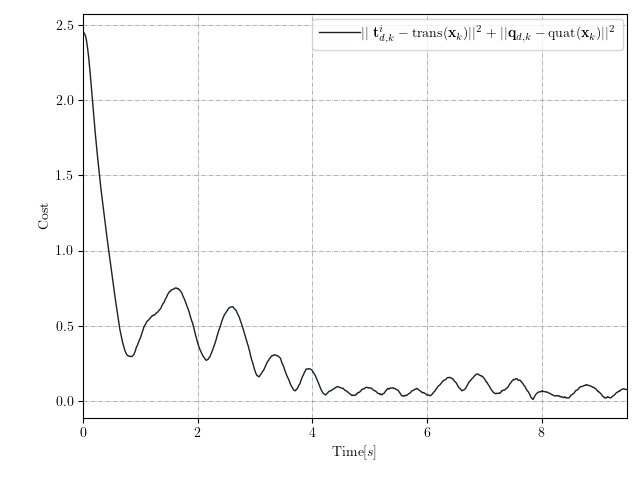 || t^i_{d,k} − trans(x_k)||² + ||q_{d,k} − quat(x_k)||²
2.5
2.0
1.5
1.0
0.5
0.0
Cost
0 2 4 6 8
Time[s]